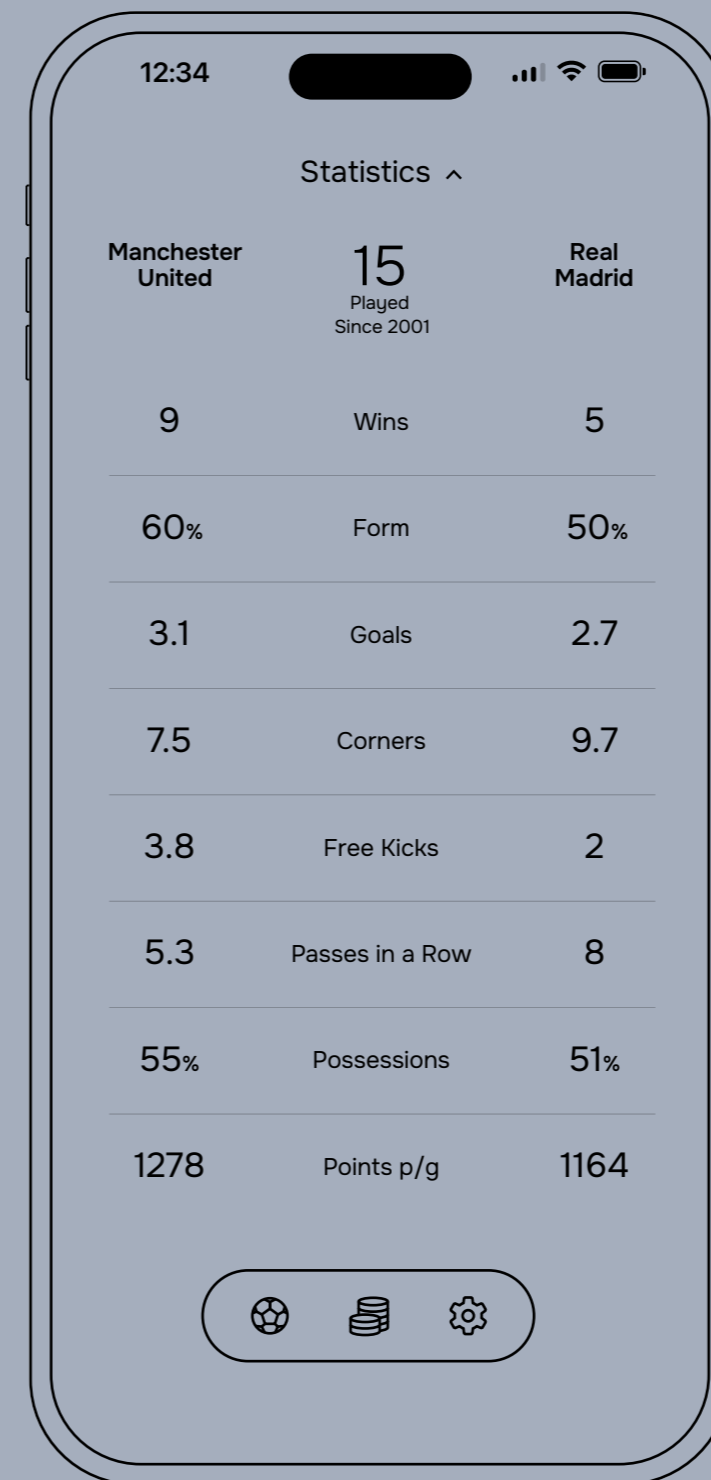 12:34
Statistics
Manchester
United
15
Played
Since 2001
Real
Madrid
9 Wins 5
60% Form 50%
3.1 Goals 2.7
7.5 Corners 9.7
3.8 Free Kicks 2
5.3 Passes in a Row 8
55% Possessions 51%
1278 Points p/g 1164